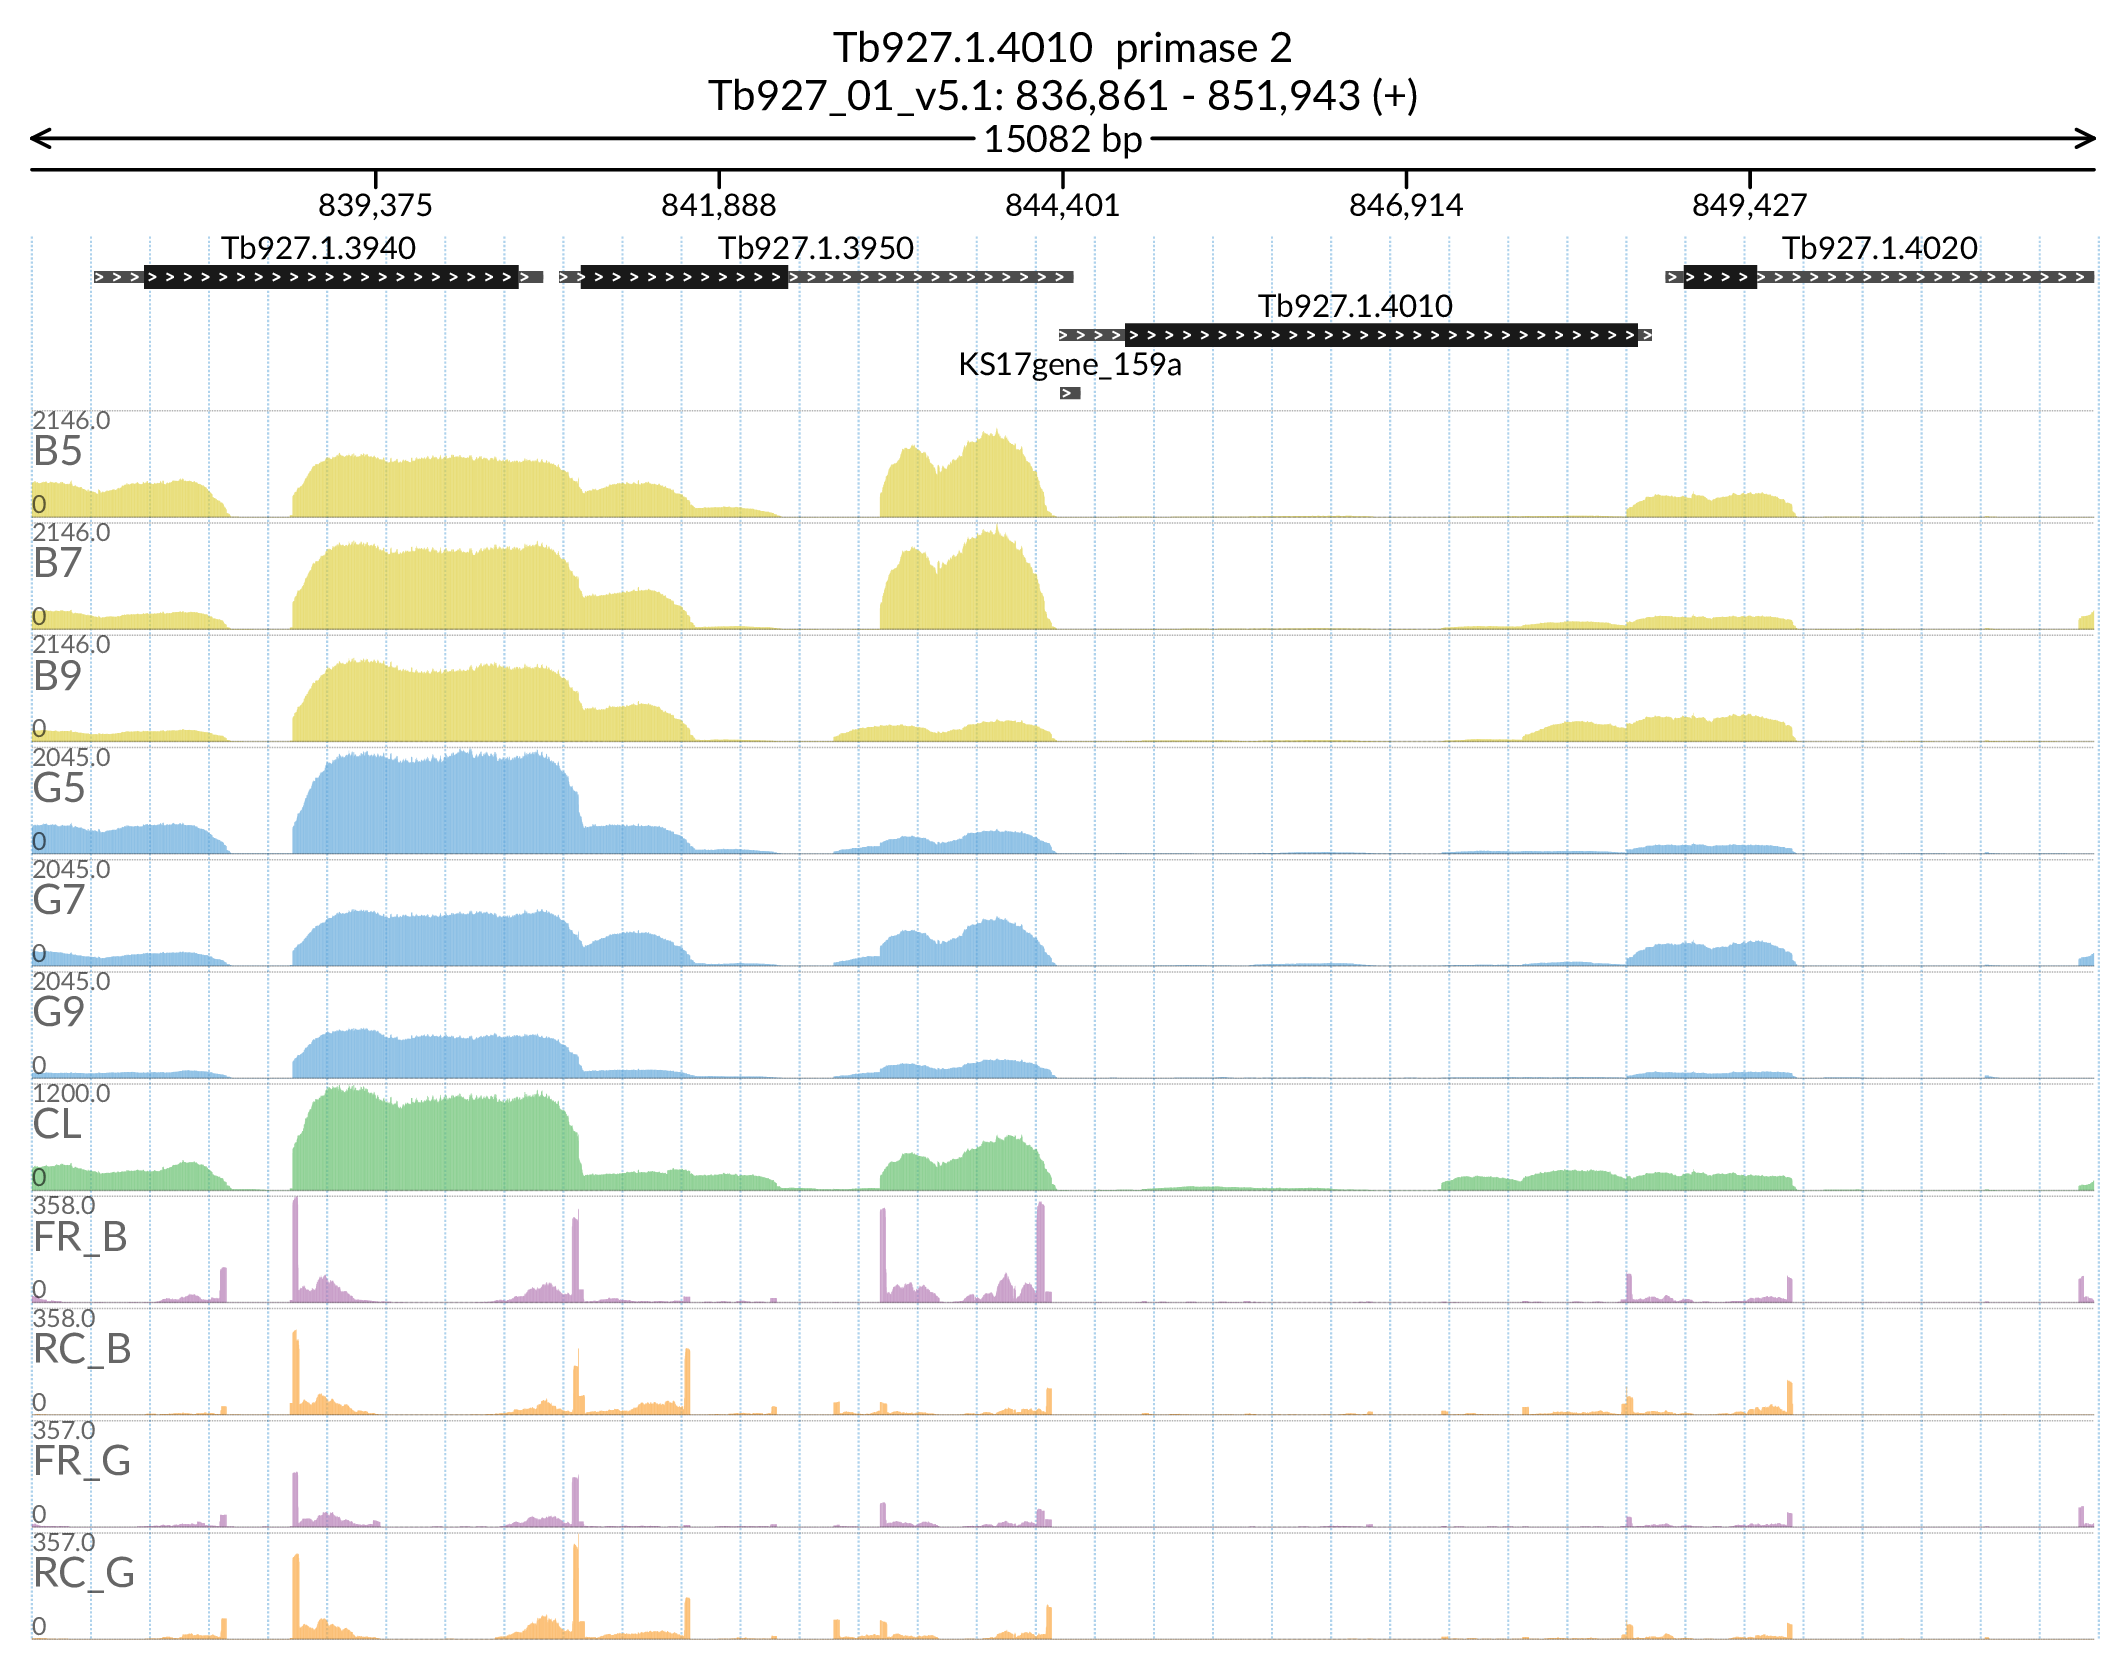 Tb927.1.4010  primase 2
Tb927_01_v5.1: 836,861 - 851,943 (+)
15082 bp
839,375 841,888 844,401 846,914 849,427
Tb927.1.3940 Tb927.1.3950 Tb927.1.4020
Tb927.1.4010
KS17gene_159a
2146.0
B5
0
2146.0
B7
0
2146.0
B9
0
2045.0
G5
0
2045.0
G7
0
2045.0
G9
0
1200.0
CL
0
358.0
FR_B
0
358.0
RC_B
0
357.0
FR_G
0
357.0
RC_G
0